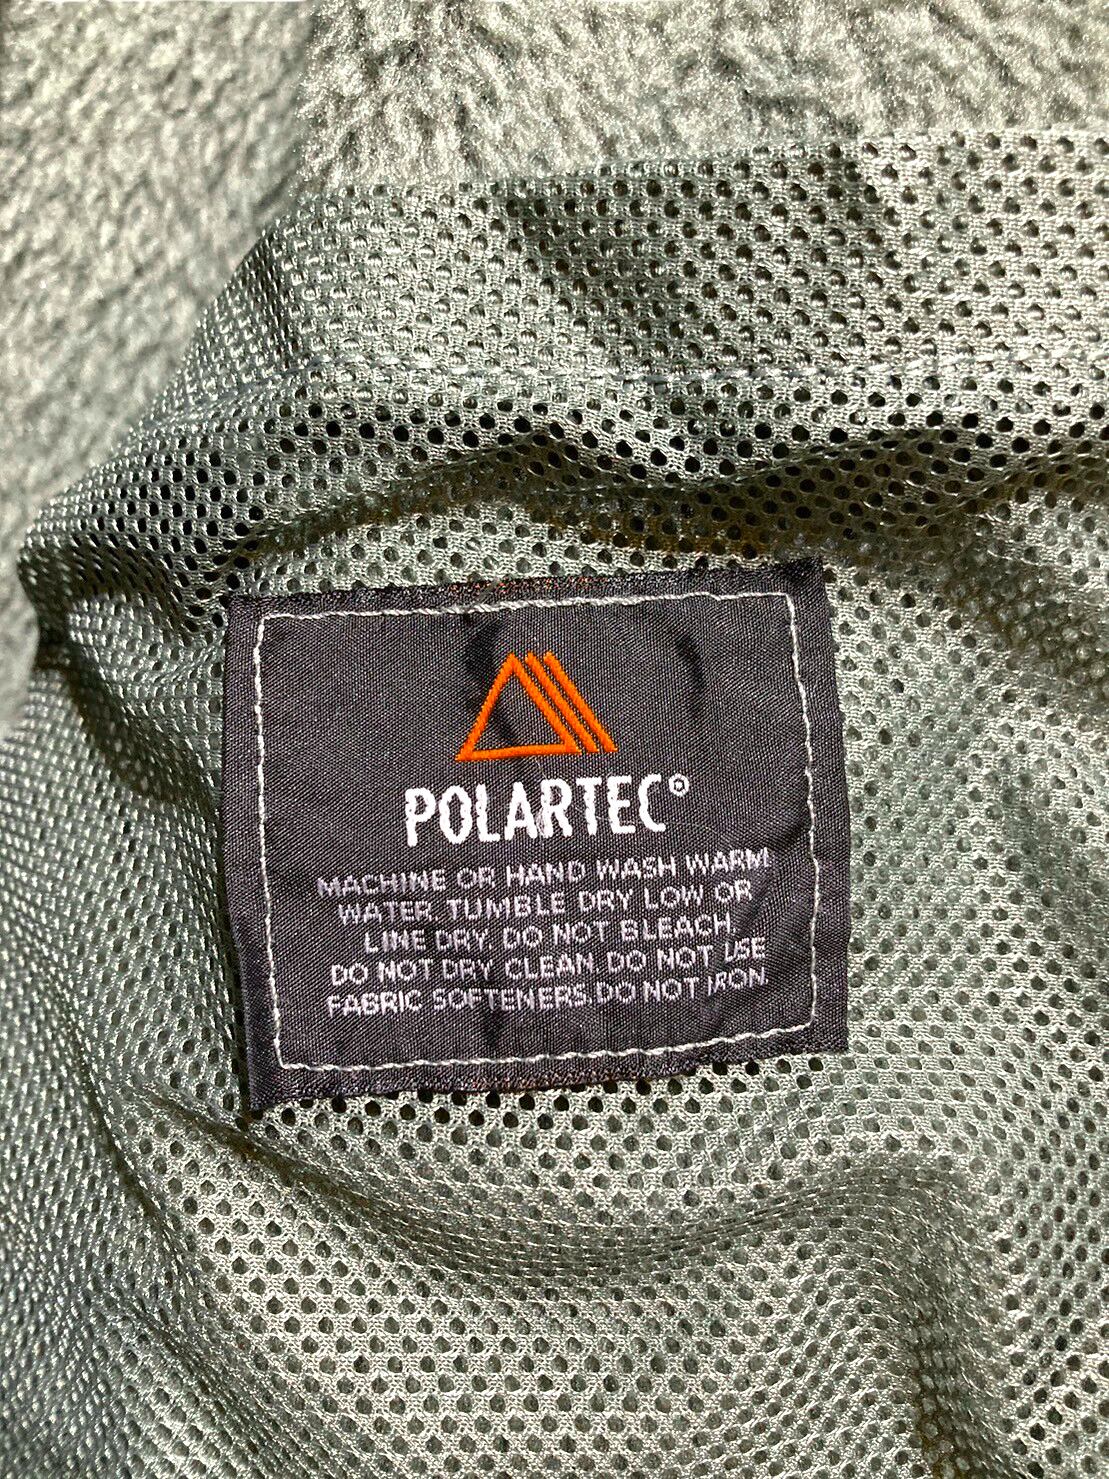 POLARTEC®
MACHINE OR HAND WASH WARM
WATER. TUMBLE DRY LOW OR
LINE DRY. DO NOT BLEACH.
DO NOT DRY CLEAN. DO NOT USE
FABRIC SOFTENERS. DO NOT IRON.